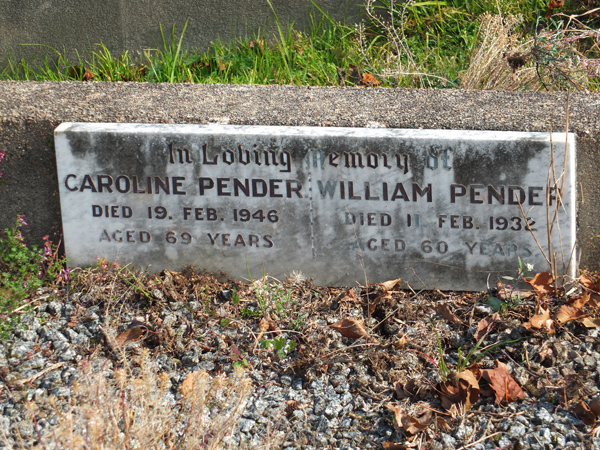 In Loving Memory of
CAROLINE PENDER WILLIAM PENDER
DIED 19. FEB. 1946 DIED 11 FEB. 1932
AGED 69 YEARS AGED 60 YEARS